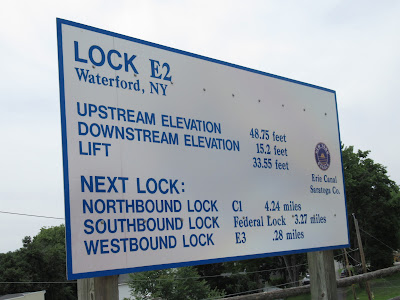 LOCK E2
Waterford, NY
UPSTREAM ELEVATION 48.75 feet
DOWNSTREAM ELEVATION 15.2 feet
LIFT 33.55 feet
Erie Canal
Saratoga Co.
NEXT LOCK:
NORTHBOUND LOCK C1 4.24 miles
SOUTHBOUND LOCK Federal Lock 3.27 miles
WESTBOUND LOCK E3 .28 miles